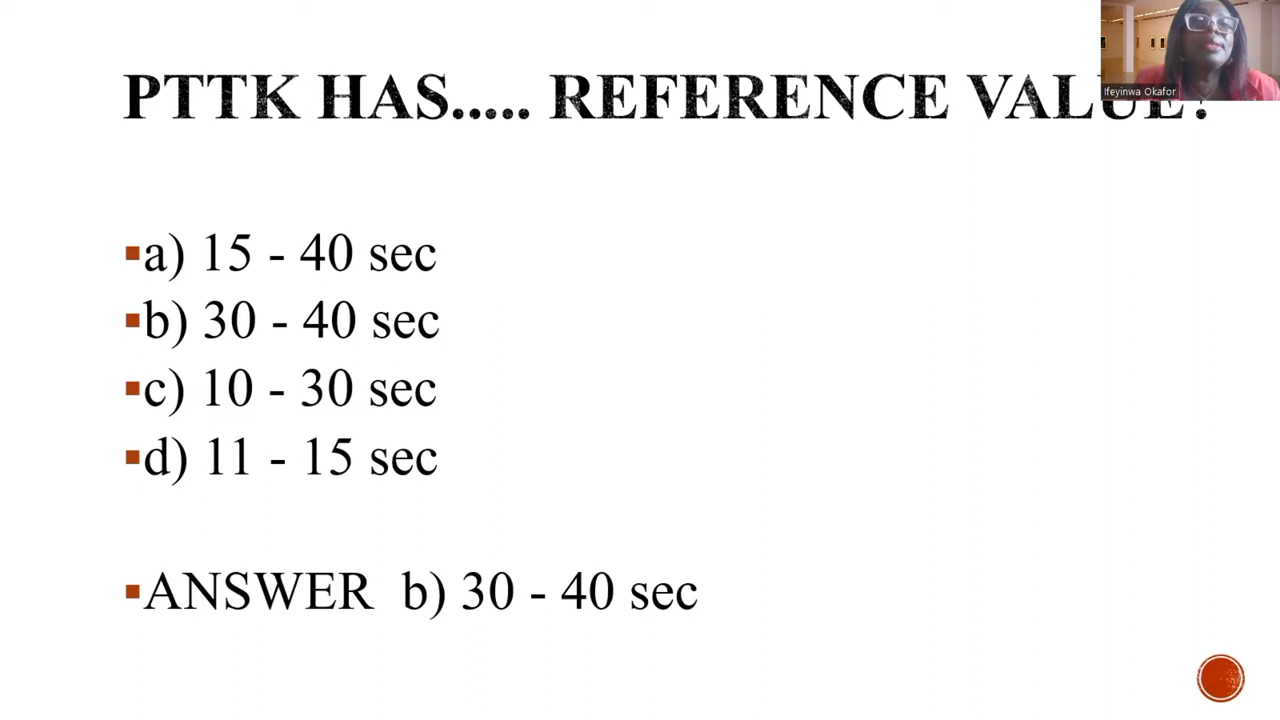 PTTK HAS..... REFERENCE VALUE?
Ifeyinwa Okafor
a) 15 - 40 sec
b) 30 - 40 sec
c) 10 - 30 sec
d) 11 - 15 sec
ANSWER b) 30 - 40 sec